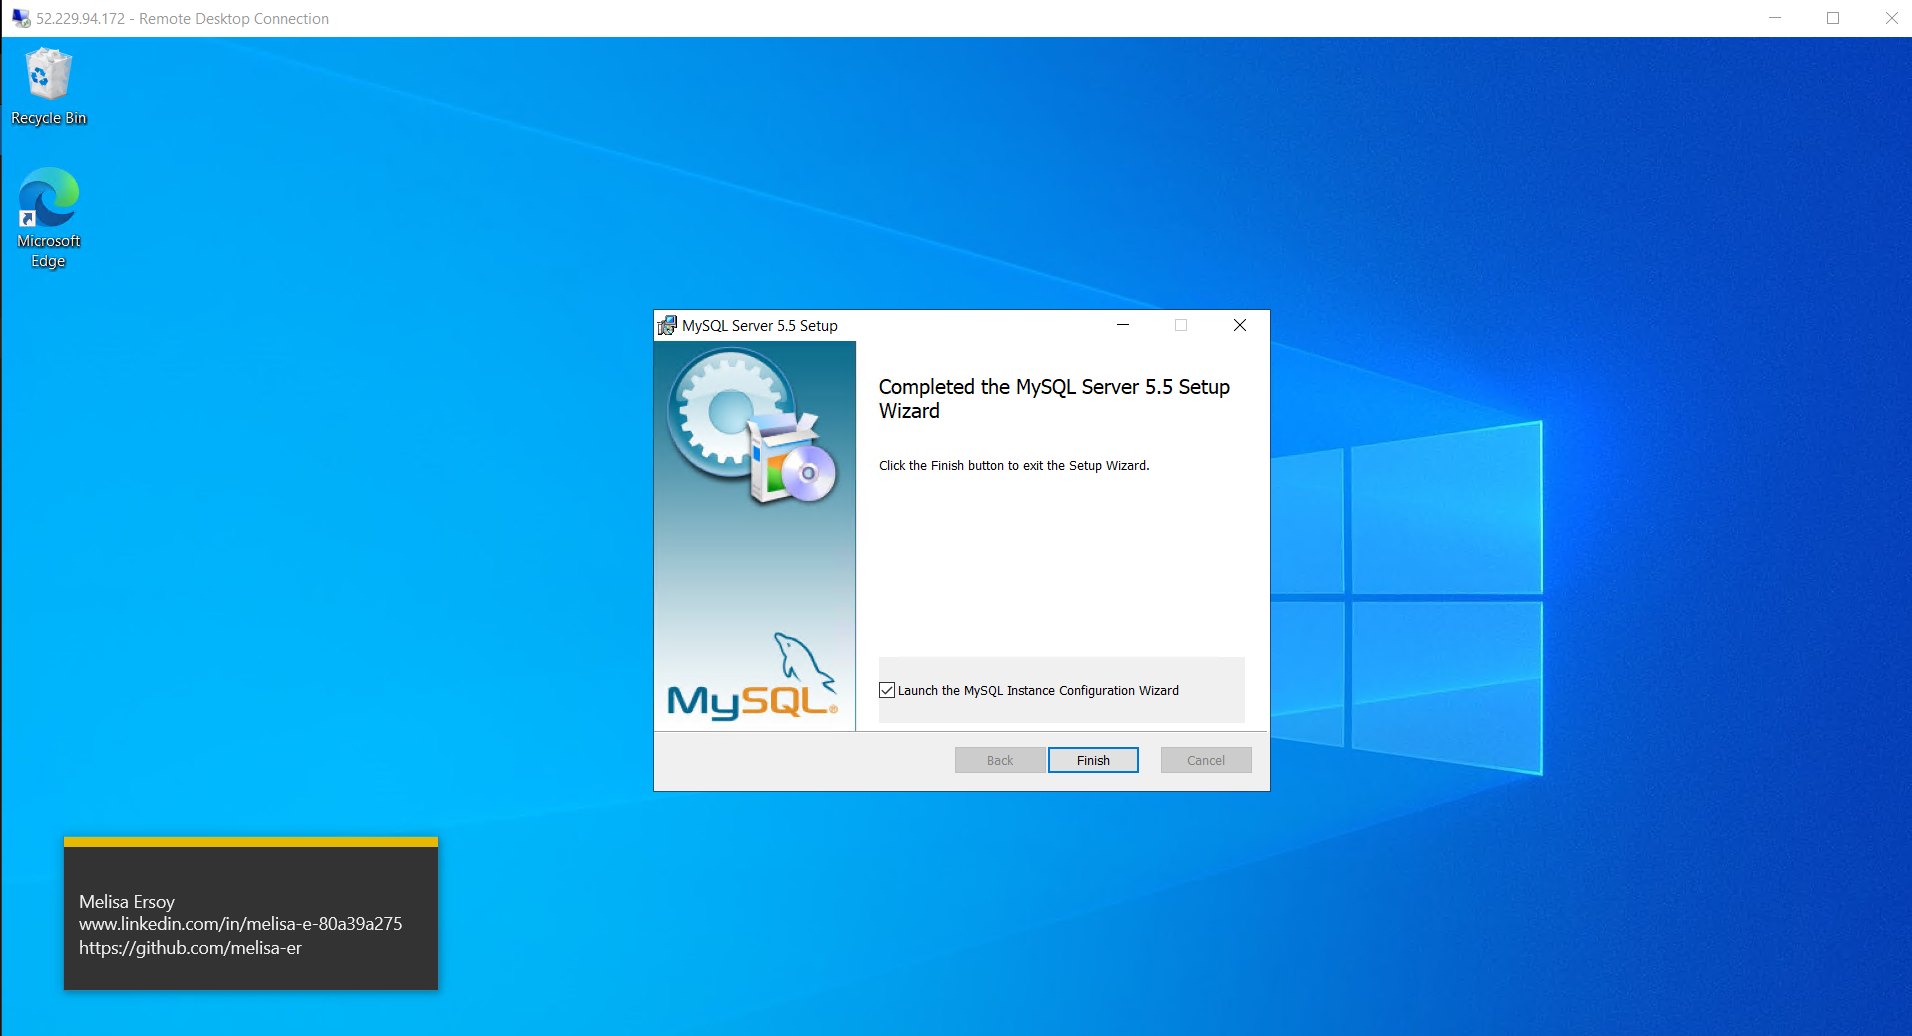 52.229.94.172 - Remote Desktop Connection
Recycle Bin
Microsoft
Edge
MySQL Server 5.5 Setup
Completed the MySQL Server 5.5 Setup
Wizard
Click the Finish button to exit the Setup Wizard.
MySQL®
Launch the MySQL Instance Configuration Wizard
Back
Finish
Cancel
Melisa Ersoy
www.linkedin.com/in/melisa-e-80a39a275
https://github.com/melisa-er